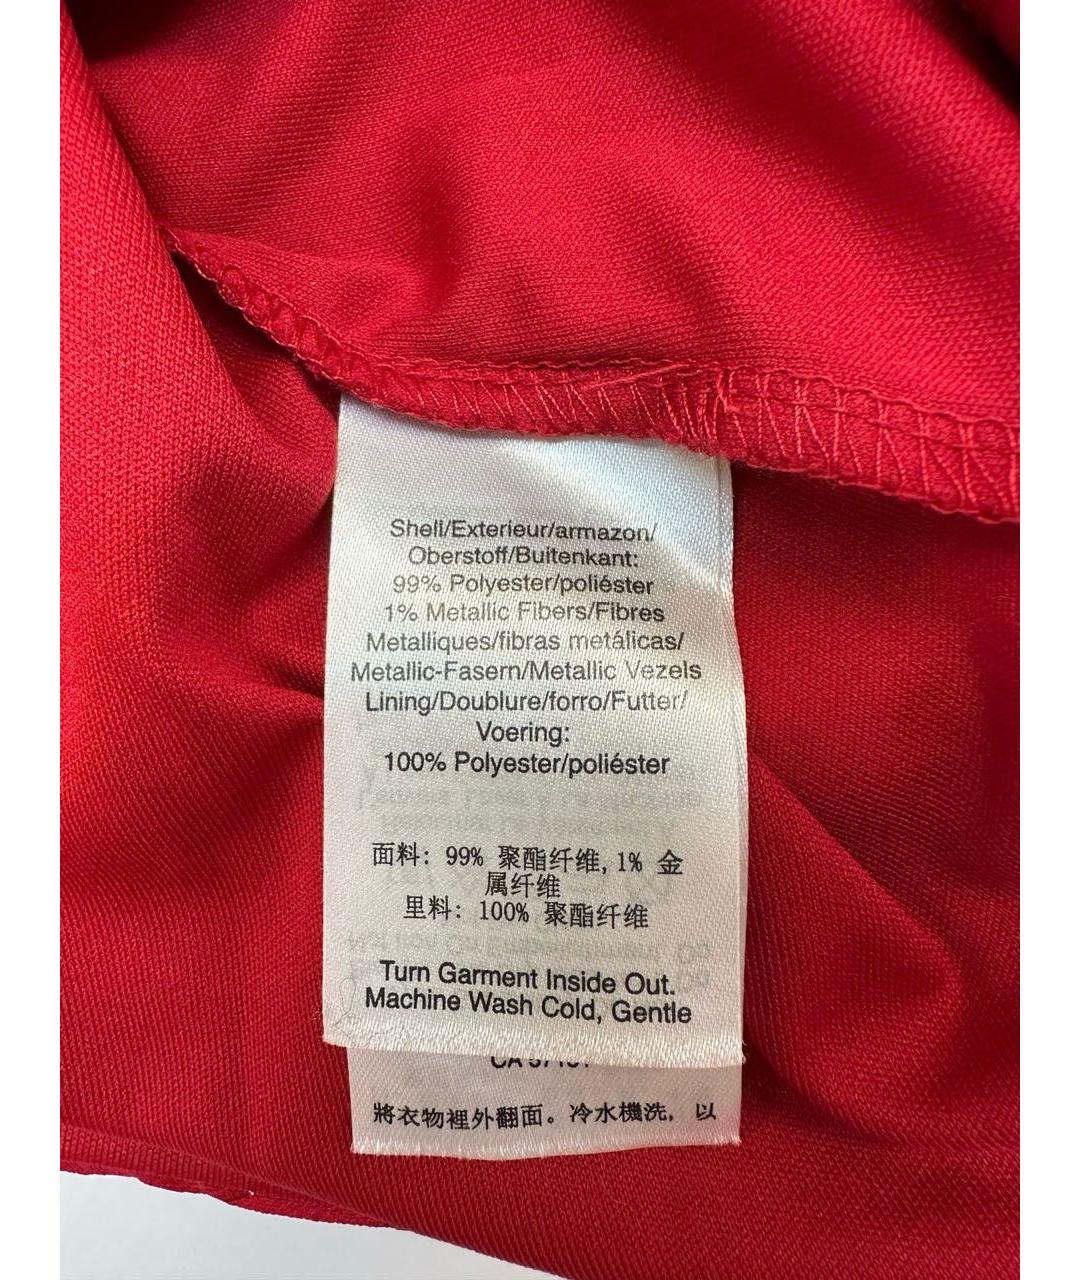 Shell/Exterieur/armazon/
Oberstoff/Buitenkant:
99% Polyester/poliéster
1% Metallic Fibers/Fibres
Metalliques/fibras metálicas/
Metallic-Fasern/Metallic Vezels
Lining/Doublure/forro/Futter/
Voering:
100% Polyester/poliéster
面料: 99% 聚酯纤维, 1% 金
属纤维
里料: 100% 聚酯纤维
Turn Garment Inside Out.
Machine Wash Cold, Gentle
CA
將衣物裡外翻面。冷水機洗, 以